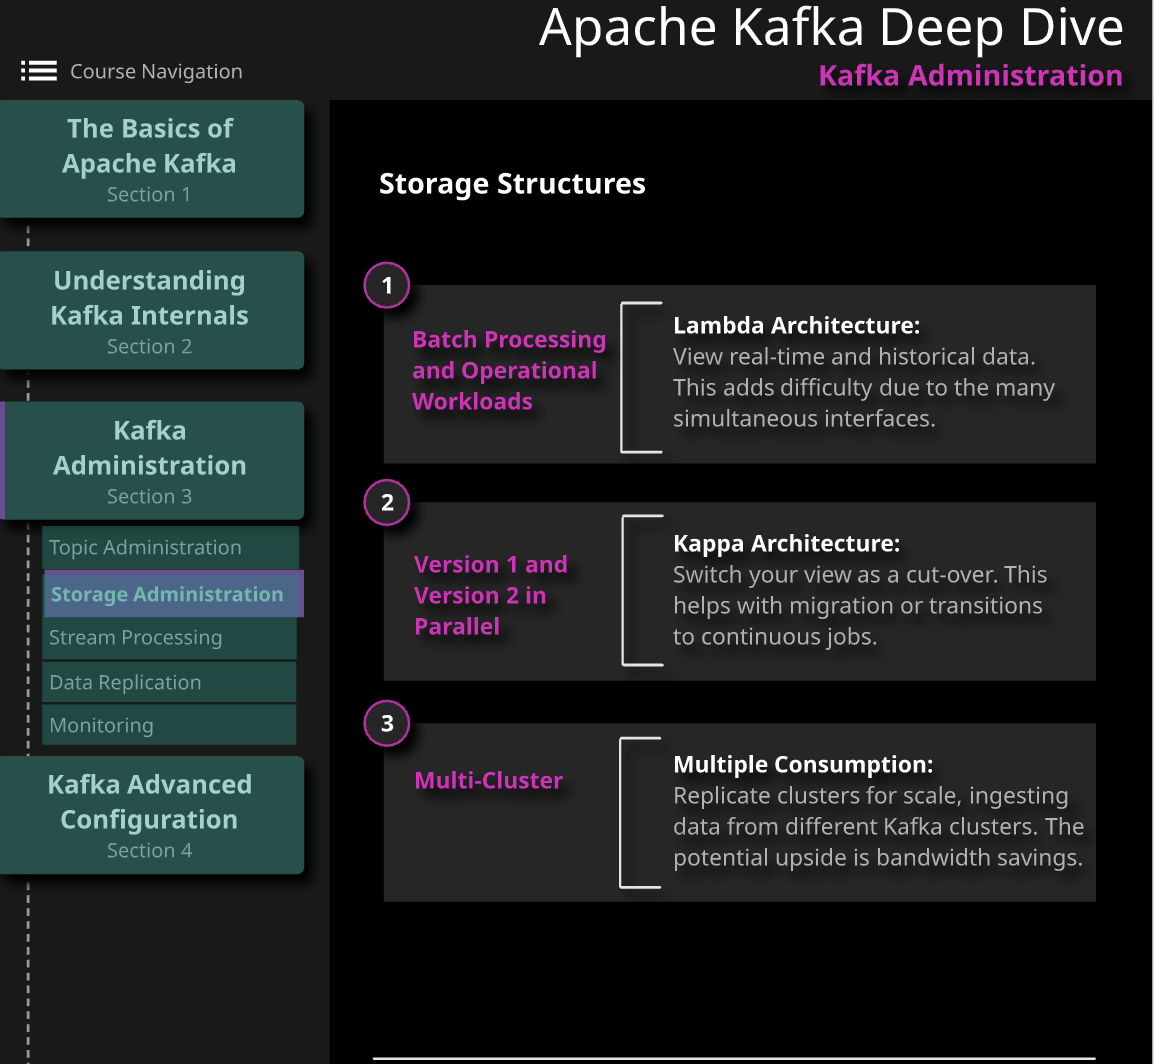 Apache Kafka Deep Dive
Course Navigation
Kafka Administration
The Basics of
Apache Kafka
Section 1
Understanding
Kafka Internals
Section 2
Kafka
Administration
Section 3
Topic Administration
Storage Administration
Stream Processing
Data Replication
Monitoring
Kafka Advanced
Configuration
Section 4
Storage Structures
1
Batch Processing
and Operational
Workloads
Lambda Architecture:
View real-time and historical data.
This adds difficulty due to the many
simultaneous interfaces.
2
Version 1 and
Version 2 in
Parallel
Kappa Architecture:
Switch your view as a cut-over. This
helps with migration or transitions
to continuous jobs.
3
Multi-Cluster
Multiple Consumption:
Replicate clusters for scale, ingesting
data from different Kafka clusters. The
potential upside is bandwidth savings.